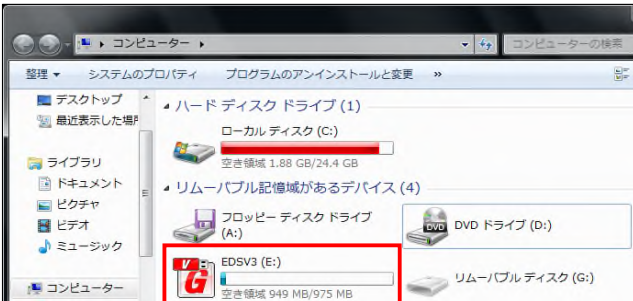 コンピューター
コンピューターの検索
整理 システムのプロパティ プログラムのアンインストールと変更 »
デスクトップ
最近表示した場所
ライブラリ
ドキュメント
ピクチャ
ビデオ
ミュージック
コンピューター
ハード ディスク ドライブ (1)
ローカル ディスク (C:)
空き領域 1.88 GB/24.4 GB
リムーバブル記憶域があるデバイス (4)
フロッピー ディスク ドライブ
(A:)
DVD
DVD ドライブ (D:)
V3
G
EDSV3 (E:)
空き領域 949 MB/975 MB
リムーバブル ディスク (G:)